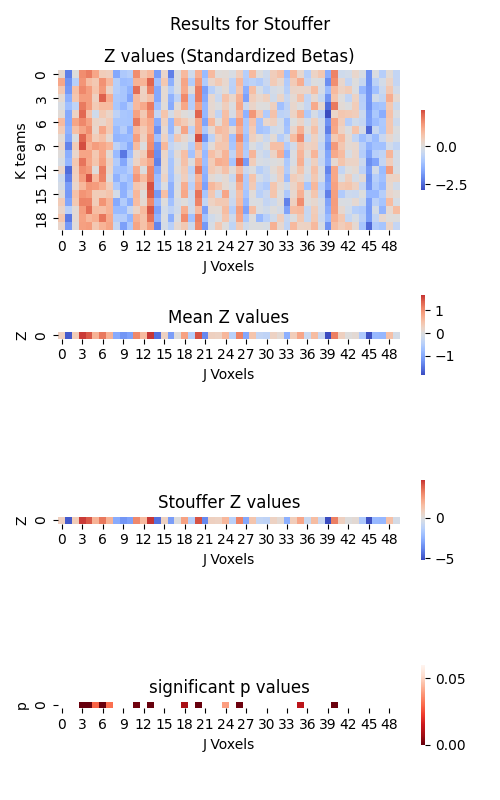 Results for Stouffer
Z values (Standardized Betas)
K teams
0
3
6
9
12
15
18
0 3 6 9 12 15 18 21 24 27 30 33 36 39 42 45 48
J Voxels
0.0
−2.5
Mean Z values
Z
0
0 3 6 9 12 15 18 21 24 27 30 33 36 39 42 45 48
J Voxels
1
0
−1
Stouffer Z values
Z
0
0 3 6 9 12 15 18 21 24 27 30 33 36 39 42 45 48
J Voxels
0
−5
significant p values
p
0
0 3 6 9 12 15 18 21 24 27 30 33 36 39 42 45 48
J Voxels
0.05
0.00